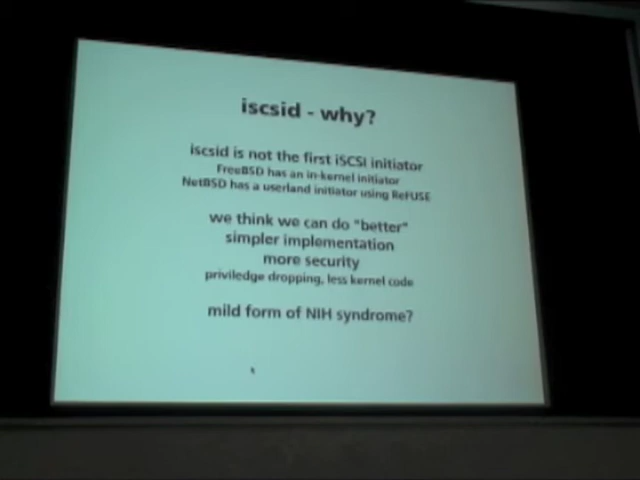 iscsid - why?
iscsid is not the first iSCSI initiator
FreeBSD has an in-kernel initiator
NetBSD has a userland initiator using ReFUSE
we think we can do "better"
simpler implementation
more security
priviledge dropping, less kernel code
mild form of NIH syndrome?